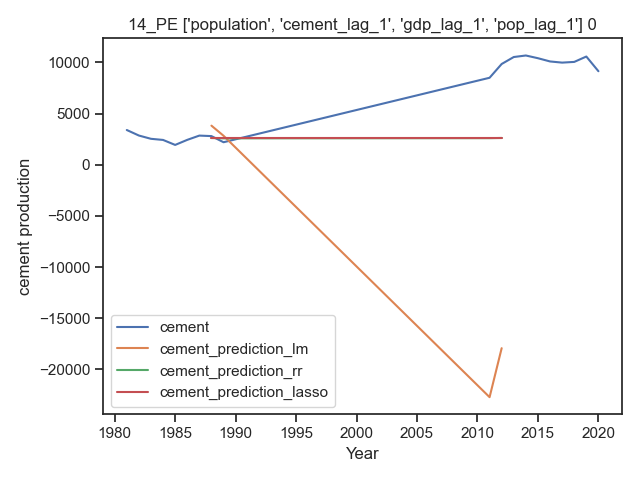 14_PE ['population', 'cement_lag_1', 'gdp_lag_1', 'pop_lag_1'] 0
cement production
10000
5000
0
−5000
−10000
−15000
−20000
cement
cement_prediction_lm
cement_prediction_rr
cement_prediction_lasso
1980 1985 1990 1995 2000 2005 2010 2015 2020
Year